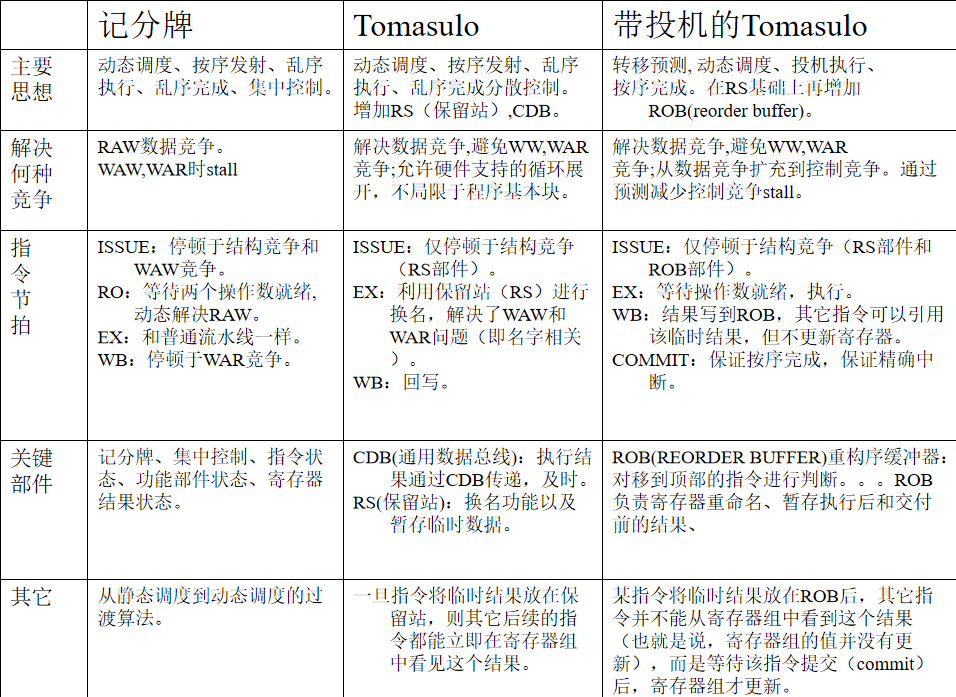 记分牌
Tomasulo
带投机的Tomasulo
主要
思想
动态调度、按序发射、乱序
执行、乱序完成、集中控制。
动态调度、按序发射、乱序
执行、乱序完成分散控制。
增加RS（保留站）,CDB。
转移预测, 动态调度、投机执行、
按序完成。在RS基础上再增加
ROB(reorder buffer)。
解决
何种
竞争
RAW数据竞争。
WAW,WAR时stall
解决数据竞争,避免WW,WAR
竞争;允许硬件支持的循环展
开，不局限于程序基本块。
解决数据竞争,避免WW,WAR
竞争;从数据竞争扩充到控制竞争。通过
预测减少控制竞争stall。
指
令
节
拍
ISSUE：停顿于结构竞争和
WAW竞争。
RO：等待两个操作数就绪,
动态解决RAW。
EX：和普通流水线一样。
WB：停顿于WAR竞争。
ISSUE：仅停顿于结构竞争
（RS部件）。
EX：利用保留站（RS）进行
换名，解决了WAW和
WAR问题（即名字相关
）。
WB：回写。
ISSUE：仅停顿于结构竞争（RS部件和
ROB部件）。
EX：等待操作数就绪，执行。
WB：结果写到ROB，其它指令可以引用
该临时结果，但不更新寄存器。
COMMIT：保证按序完成，保证精确中
断。
关键
部件
记分牌、集中控制、指令状
态、功能部件状态、寄存器
结果状态。
CDB(通用数据总线)：执行结
果通过CDB传递，及时。
RS(保留站)：换名功能以及
暂存临时数据。
ROB(REORDER BUFFER)重构序缓冲器：
对移到顶部的指令进行判断。。。ROB
负责寄存器重命名、暂存执行后和交付
前的结果、
其它
从静态调度到动态调度的过
渡算法。
一旦指令将临时结果放在保
留站，则其它后续的指
令都能立即在寄存器组
中看见这个结果。
某指令将临时结果放在ROB后，其它指
令并不能从寄存器组中看到这个结果
（也就是说，寄存器组的值并没有更
新），而是等待该指令提交（commit）
后，寄存器组才更新。